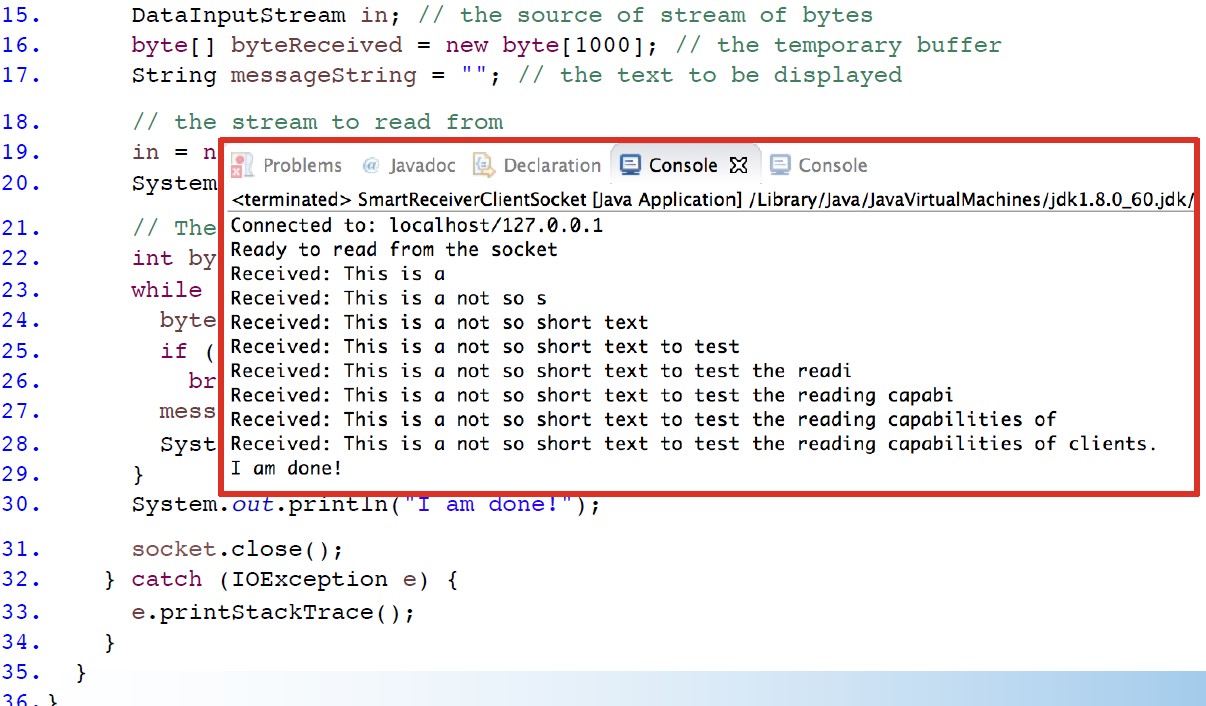 15. DataInputStream in; // the source of stream of bytes
16. byte[] byteReceived = new byte[1000]; // the temporary buffer
17. String messageString = ""; // the text to be displayed
18. // the stream to read from
19. in = n
20. System
21. // The
22. int by
23. while
24. byte
25. if (
26. br
27. mess
28. Syst
29. }
30. System.out.println("I am done!");
31. socket.close();
32. } catch (IOException e) {
33. e.printStackTrace();
34. }
35. }
36. }
Problems @ Javadoc Declaration Console Console
<terminated> SmartReceiverClientSocket [Java Application] /Library/Java/JavaVirtualMachines/jdk1.8.0_60.jdk/
Connected to: localhost/127.0.0.1
Ready to read from the socket
Received: This is a
Received: This is a not so s
Received: This is a not so short text
Received: This is a not so short text to test
Received: This is a not so short text to test the readi
Received: This is a not so short text to test the reading capabi
Received: This is a not so short text to test the reading capabilities of
Received: This is a not so short text to test the reading capabilities of clients.
I am done!